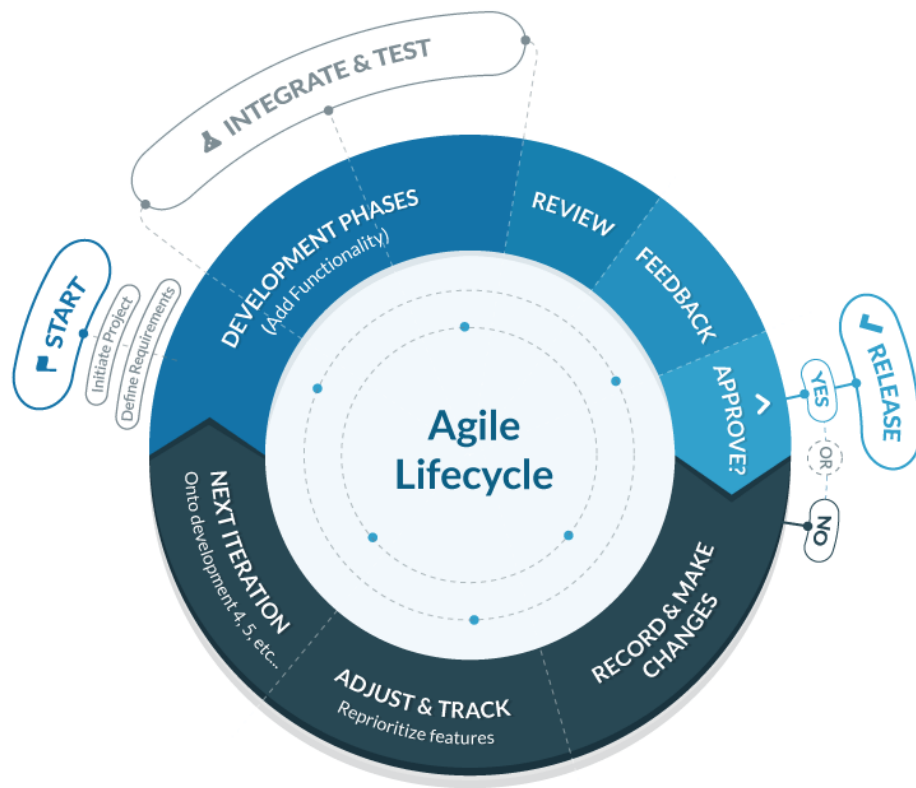 INTEGRATE & TEST
START
Initiate Project
Define Requirements
DEVELOPMENT PHASES
(Add Functionality)
REVIEW
FEEDBACK
APPROVE?
YES
RELEASE
OR
NO
RECORD & MAKE
CHANGES
ADJUST & TRACK
Reprioritize features
NEXT ITERATION
Onto development 4, 5, etc...
Agile
Lifecycle